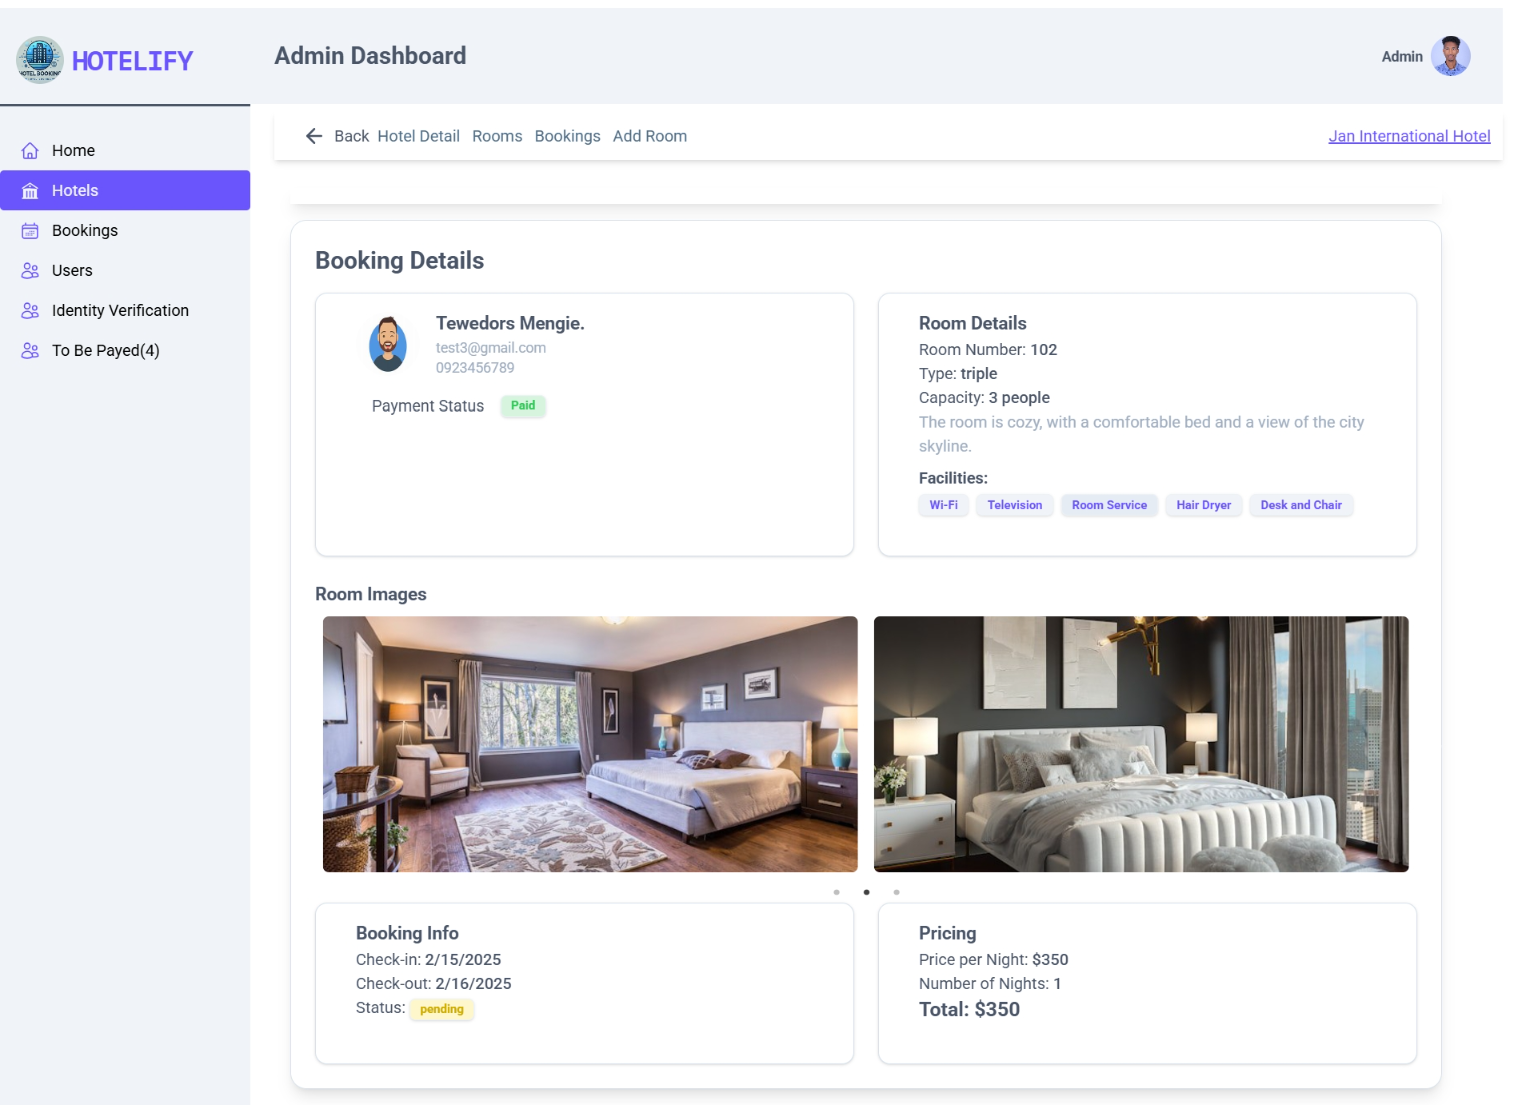 HOTEL BOOKING
HOTELIFY
Admin Dashboard
Admin
Home
Hotels
Bookings
Users
Identity Verification
To Be Payed(4)
Back Hotel Detail Rooms Bookings Add Room
Jan International Hotel
Booking Details
Tewedors Mengie.
test3@gmail.com
0923456789
Payment Status Paid
Room Details
Room Number: 102
Type: triple
Capacity: 3 people
The room is cozy, with a comfortable bed and a view of the city
skyline.
Facilities:
Wi-Fi Television Room Service Hair Dryer Desk and Chair
Room Images
Booking Info
Check-in: 2/15/2025
Check-out: 2/16/2025
Status: pending
Pricing
Price per Night: $350
Number of Nights: 1
Total: $350